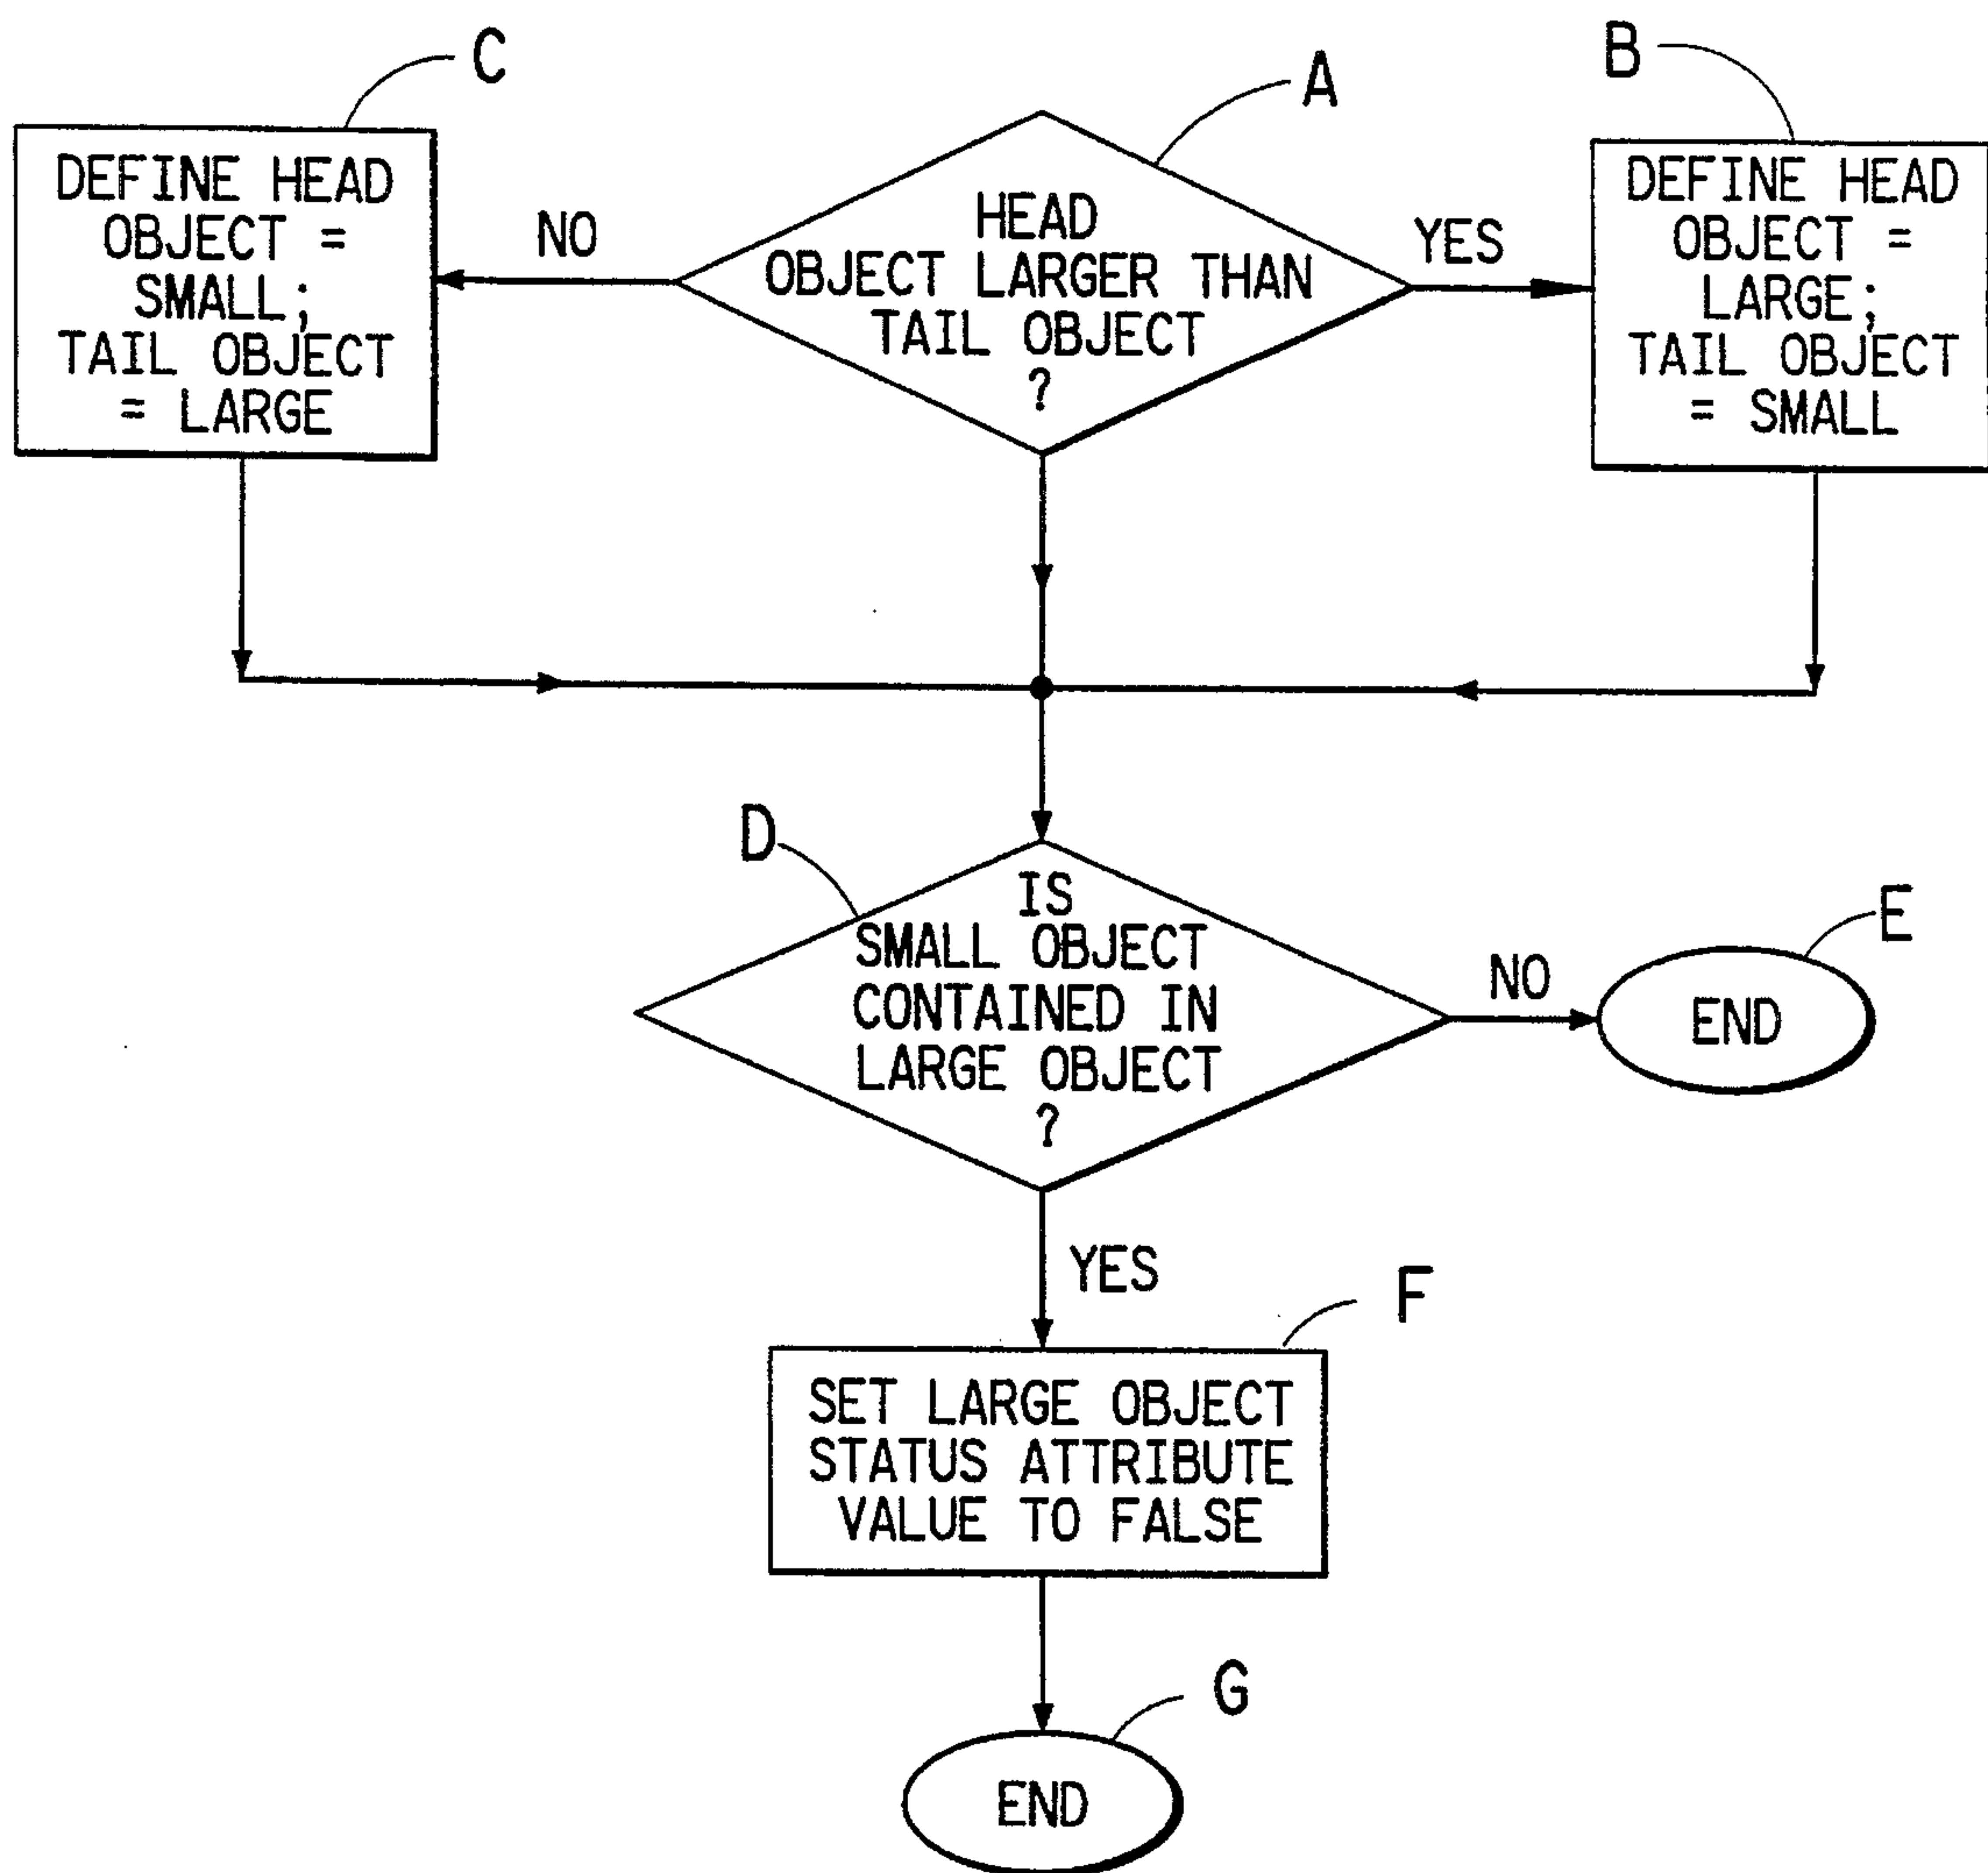 C
DEFINE HEAD
OBJECT =
SMALL;
TAIL OBJECT
= LARGE
NO
A
HEAD
OBJECT LARGER THAN
TAIL OBJECT
?
YES
B
DEFINE HEAD
OBJECT =
LARGE;
TAIL OBJECT
= SMALL
D
IS
SMALL OBJECT
CONTAINED IN
LARGE OBJECT
?
NO
E
END
YES
F
SET LARGE OBJECT
STATUS ATTRIBUTE
VALUE TO FALSE
G
END